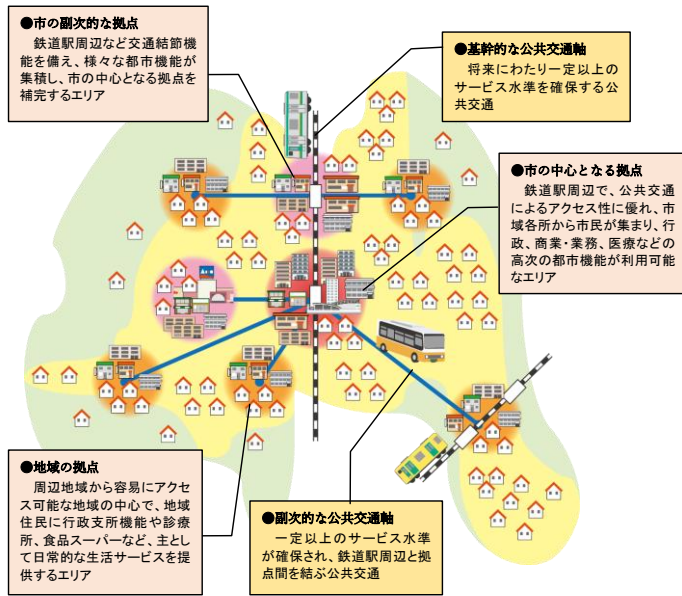 ●市の副次的な拠点
鉄道駅周辺など交通結節機
能を備え、様々な都市機能が
集積し、市の中心となる拠点を
補完するエリア
●基幹的な公共交通軸
将来にわたり一定以上の
サービス水準を確保する公
共交通
●市の中心となる拠点
鉄道駅周辺で、公共交通
によるアクセス性に優れ、市
域各所から市民が集まり、行
政、商業・業務、医療などの
高次の都市機能が利用可能
なエリア
●地域の拠点
周辺地域から容易にアクセ
ス可能な地域の中心で、地域
住民に行政支所機能や診療
所、食品スーパーなど、主とし
て日常的な生活サービスを提
供するエリア
●副次的な公共交通軸
一定以上のサービス水準
が確保され、鉄道駅周辺と拠
点間を結ぶ公共交通